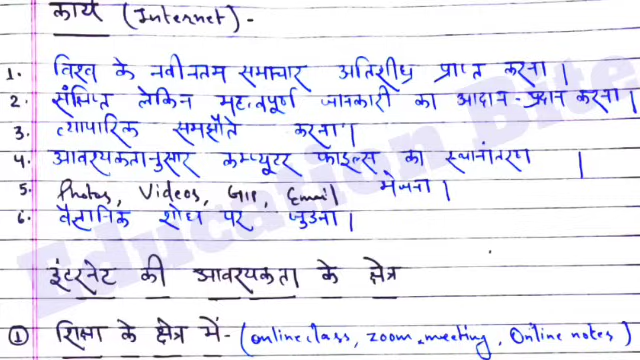 कार्य (Internet) -
1. विश्व के नवीनतम समाचार अतिशीघ्र प्राप्त करना।
2. संक्षिप्त लेकिन महत्वपूर्ण जानकारी का आदान-प्रदान करना।
3. व्यापारिक समझौते करना।
4. आवश्यकतानुसार कम्प्यूटर फाइल्स का स्थानांतरण।
5. Photos, Videos, GIF, Email भेजना।
6. वैज्ञानिक शोध पर जुड़ना।
इंटरनेट की आवश्यकता के क्षेत्र
① शिक्षा के क्षेत्र में - (online class, zoom meeting, Online notes)
Education Bite